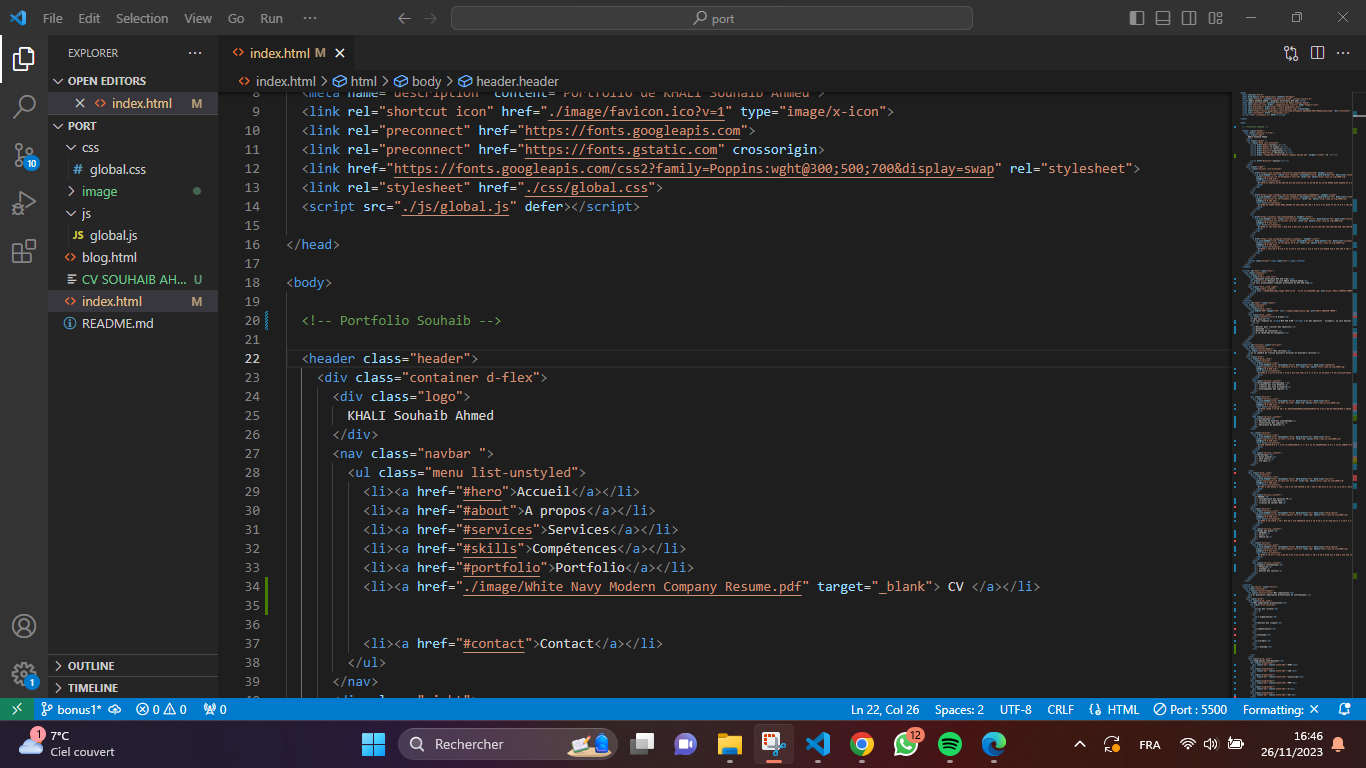 File Edit Selection View Go Run ··· port
EXPLORER ···
OPEN EDITORS
index.html M
PORT
css
# global.css
image
js
JS global.js
blog.html
CV SOUHAIB AH... U
index.html M
README.md
OUTLINE
TIMELINE
10
1
index.html M
index.html > html > body > header.header
8 <meta name="description" content="Portfolio de KHALI Souhaib Ahmed">
9 <link rel="shortcut icon" href="./image/favicon.ico?v=1" type="image/x-icon">
10 <link rel="preconnect" href="https://fonts.googleapis.com">
11 <link rel="preconnect" href="https://fonts.gstatic.com" crossorigin>
12 <link href="https://fonts.googleapis.com/css2?family=Poppins:wght@300;500;700&display=swap" rel="stylesheet">
13 <link rel="stylesheet" href="./css/global.css">
14 <script src="./js/global.js" defer></script>
15
16 </head>
17
18 <body>
19
20 <!-- Portfolio Souhaib -->
21
22 <header class="header">
23 <div class="container d-flex">
24 <div class="logo">
25 KHALI Souhaib Ahmed
26 </div>
27 <nav class="navbar ">
28 <ul class="menu list-unstyled">
29 <li><a href="#hero">Accueil</a></li>
30 <li><a href="#about">A propos</a></li>
31 <li><a href="#services">Services</a></li>
32 <li><a href="#skills">Compétences</a></li>
33 <li><a href="#portfolio">Portfolio</a></li>
34 <li><a href="./image/White Navy Modern Company Resume.pdf" target="_blank"> CV </a></li>
35
36
37 <li><a href="#contact">Contact</a></li>
38 </ul>
39 </nav>
bonus1* 0 0 0 Ln 22, Col 26 Spaces: 2 UTF-8 CRLF HTML Port : 5500 Formatting: ×
1 7°C
Ciel couvert
Rechercher
12
FRA
16:46
26/11/2023